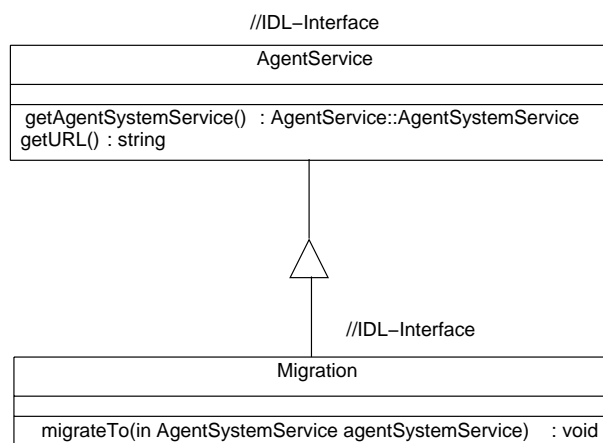 //IDL−Interface
AgentService
getAgentSystemService() : AgentService::AgentSystemService
getURL() : string
//IDL−Interface
Migration
migrateTo(in AgentSystemService agentSystemService) : void